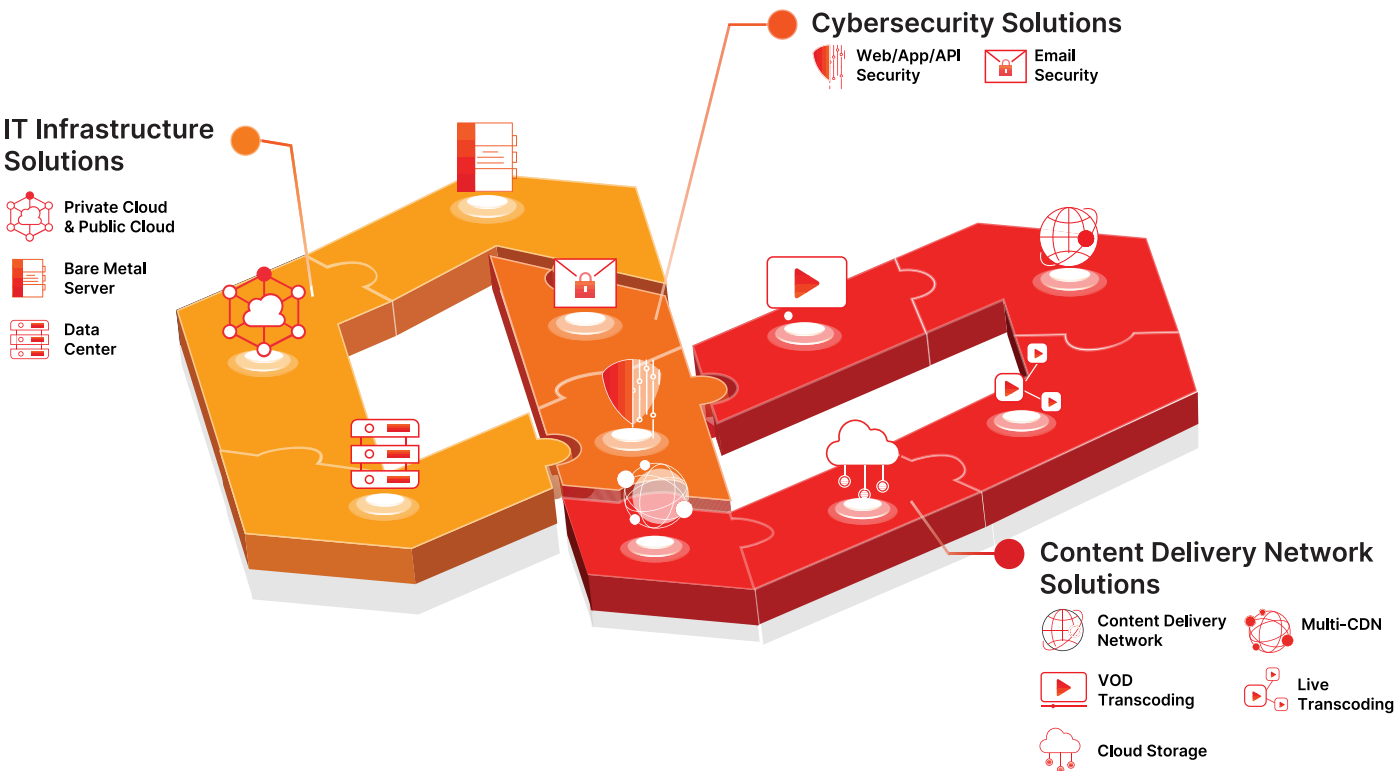 Cybersecurity Solutions
Web/App/API
Security
Email
Security
IT Infrastructure
Solutions
Private Cloud
& Public Cloud
Bare Metal
Server
Data
Center
Content Delivery Network
Solutions
Content Delivery
Network
Multi-CDN
VOD
Transcoding
Live
Transcoding
Cloud Storage